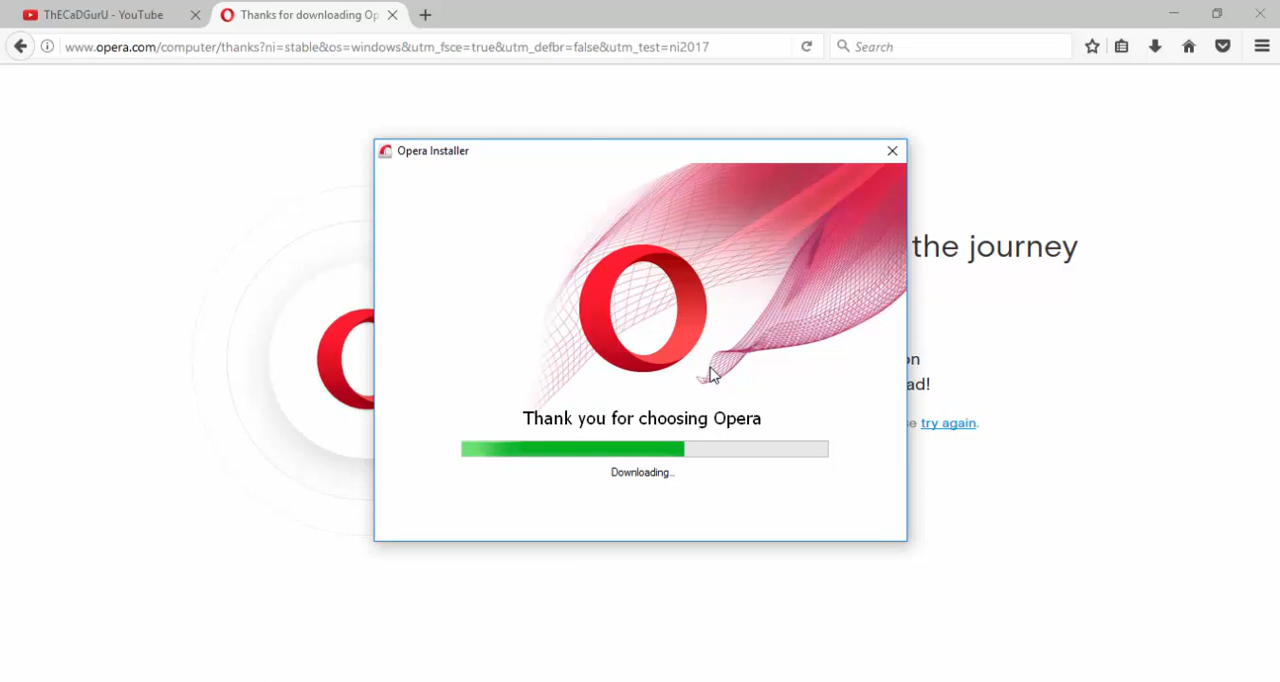 ThECaDGurU - YouTube
Thanks for downloading Op
www.opera.com/computer/thanks?ni=stable&os=windows&utm_fsce=true&utm_defbr=false&utm_test=ni2017
Search
Opera Installer
the journey
on
ad!
e try again.
Thank you for choosing Opera
Downloading...